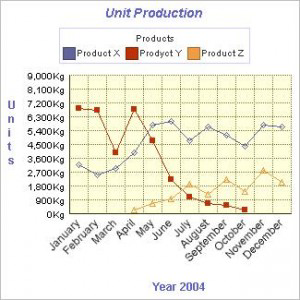 Unit Production
Products
Product X
Prodyct Y
Product Z
Units
9,000Kg
8,100Kg
7,200Kg
6,300Kg
5,400Kg
4,500Kg
3,600Kg
2,700Kg
1,800Kg
900Kg
0Kg
January
February
March
April
May
June
July
August
September
October
November
December
Year 2004